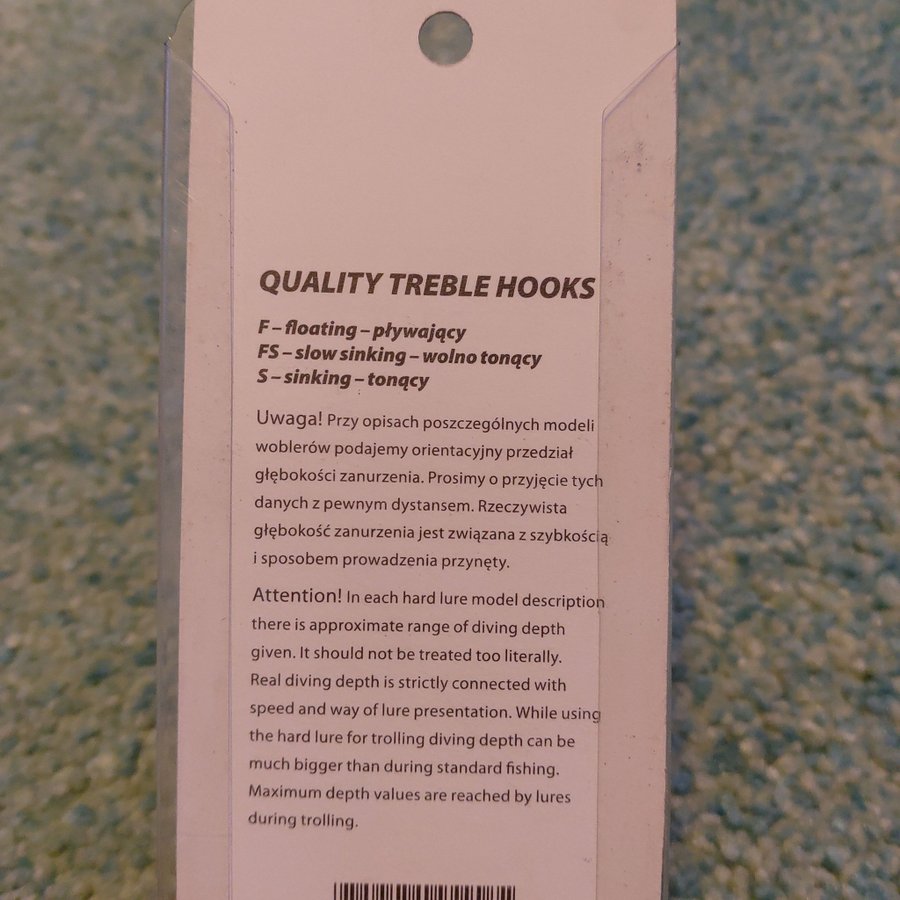 QUALITY TREBLE HOOKS
F – floating – pływający
FS – slow sinking – wolno tonący
S – sinking – tonący
Uwaga! Przy opisach poszczególnych modeli
woblerów podajemy orientacyjny przedział
głębokości zanurzenia. Prosimy o przyjęcie tych
danych z pewnym dystansem. Rzeczywista
głębokość zanurzenia jest związana z szybkością
i sposobem prowadzenia przynęty.
Attention! In each hard lure model description
there is approximate range of diving depth
given. It should not be treated too literally.
Real diving depth is strictly connected with
speed and way of lure presentation. While using
the hard lure for trolling diving depth can be
much bigger than during standard fishing.
Maximum depth values are reached by lures
during trolling.